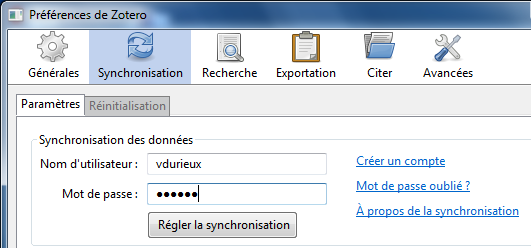 Préférences de Zotero
Générales Synchronisation Recherche Exportation Citer Avancées
Paramètres Réinitialisation
Synchronisation des données
Nom d'utilisateur : vdurieux Créer un compte
Mot de passe : ●●●●●● Mot de passe oublié ?
À propos de la synchronisation
Régler la synchronisation